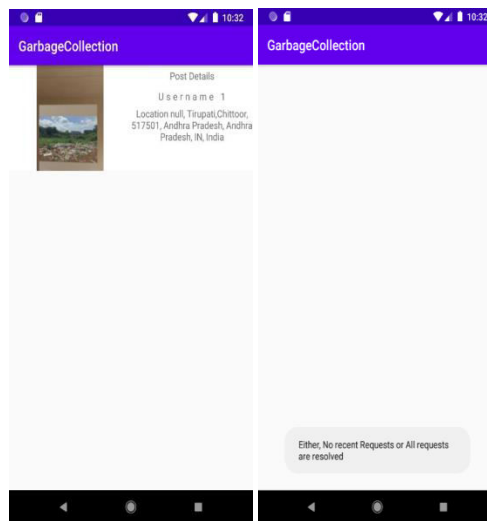 10:32
GarbageCollection
Post Details
Username 1
Location null, Tirupati,Chittoor,
517501, Andhra Pradesh, Andhra
Pradesh, IN, India
10:32
GarbageCollection
Either, No recent Requests or All requests
are resolved